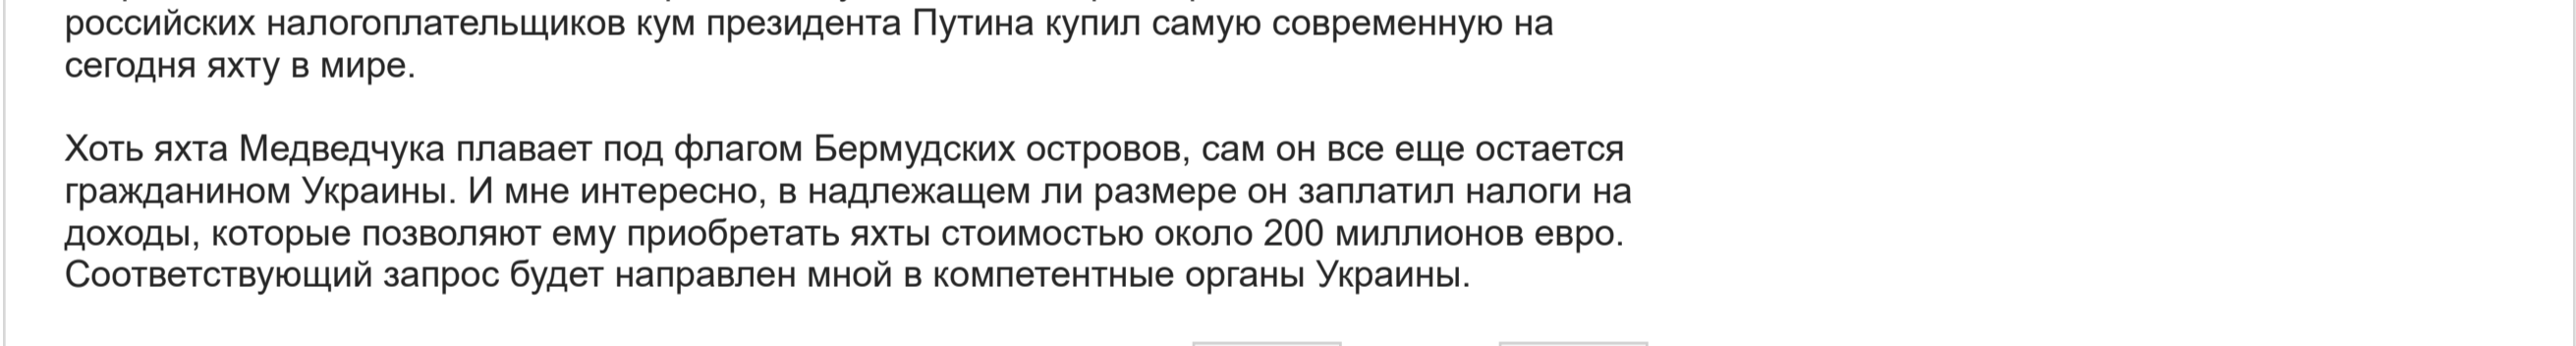 российских налогоплательщиков кум президента Путина купил самую современную на
сегодня яхту в мире.
Хоть яхта Медведчука плавает под флагом Бермудских островов, сам он все еще остается
гражданином Украины. И мне интересно, в надлежащем ли размере он заплатил налоги на
доходы, которые позволяют ему приобретать яхты стоимостью около 200 миллионов евро.
Соответствующий запрос будет направлен мной в компетентные органы Украины.